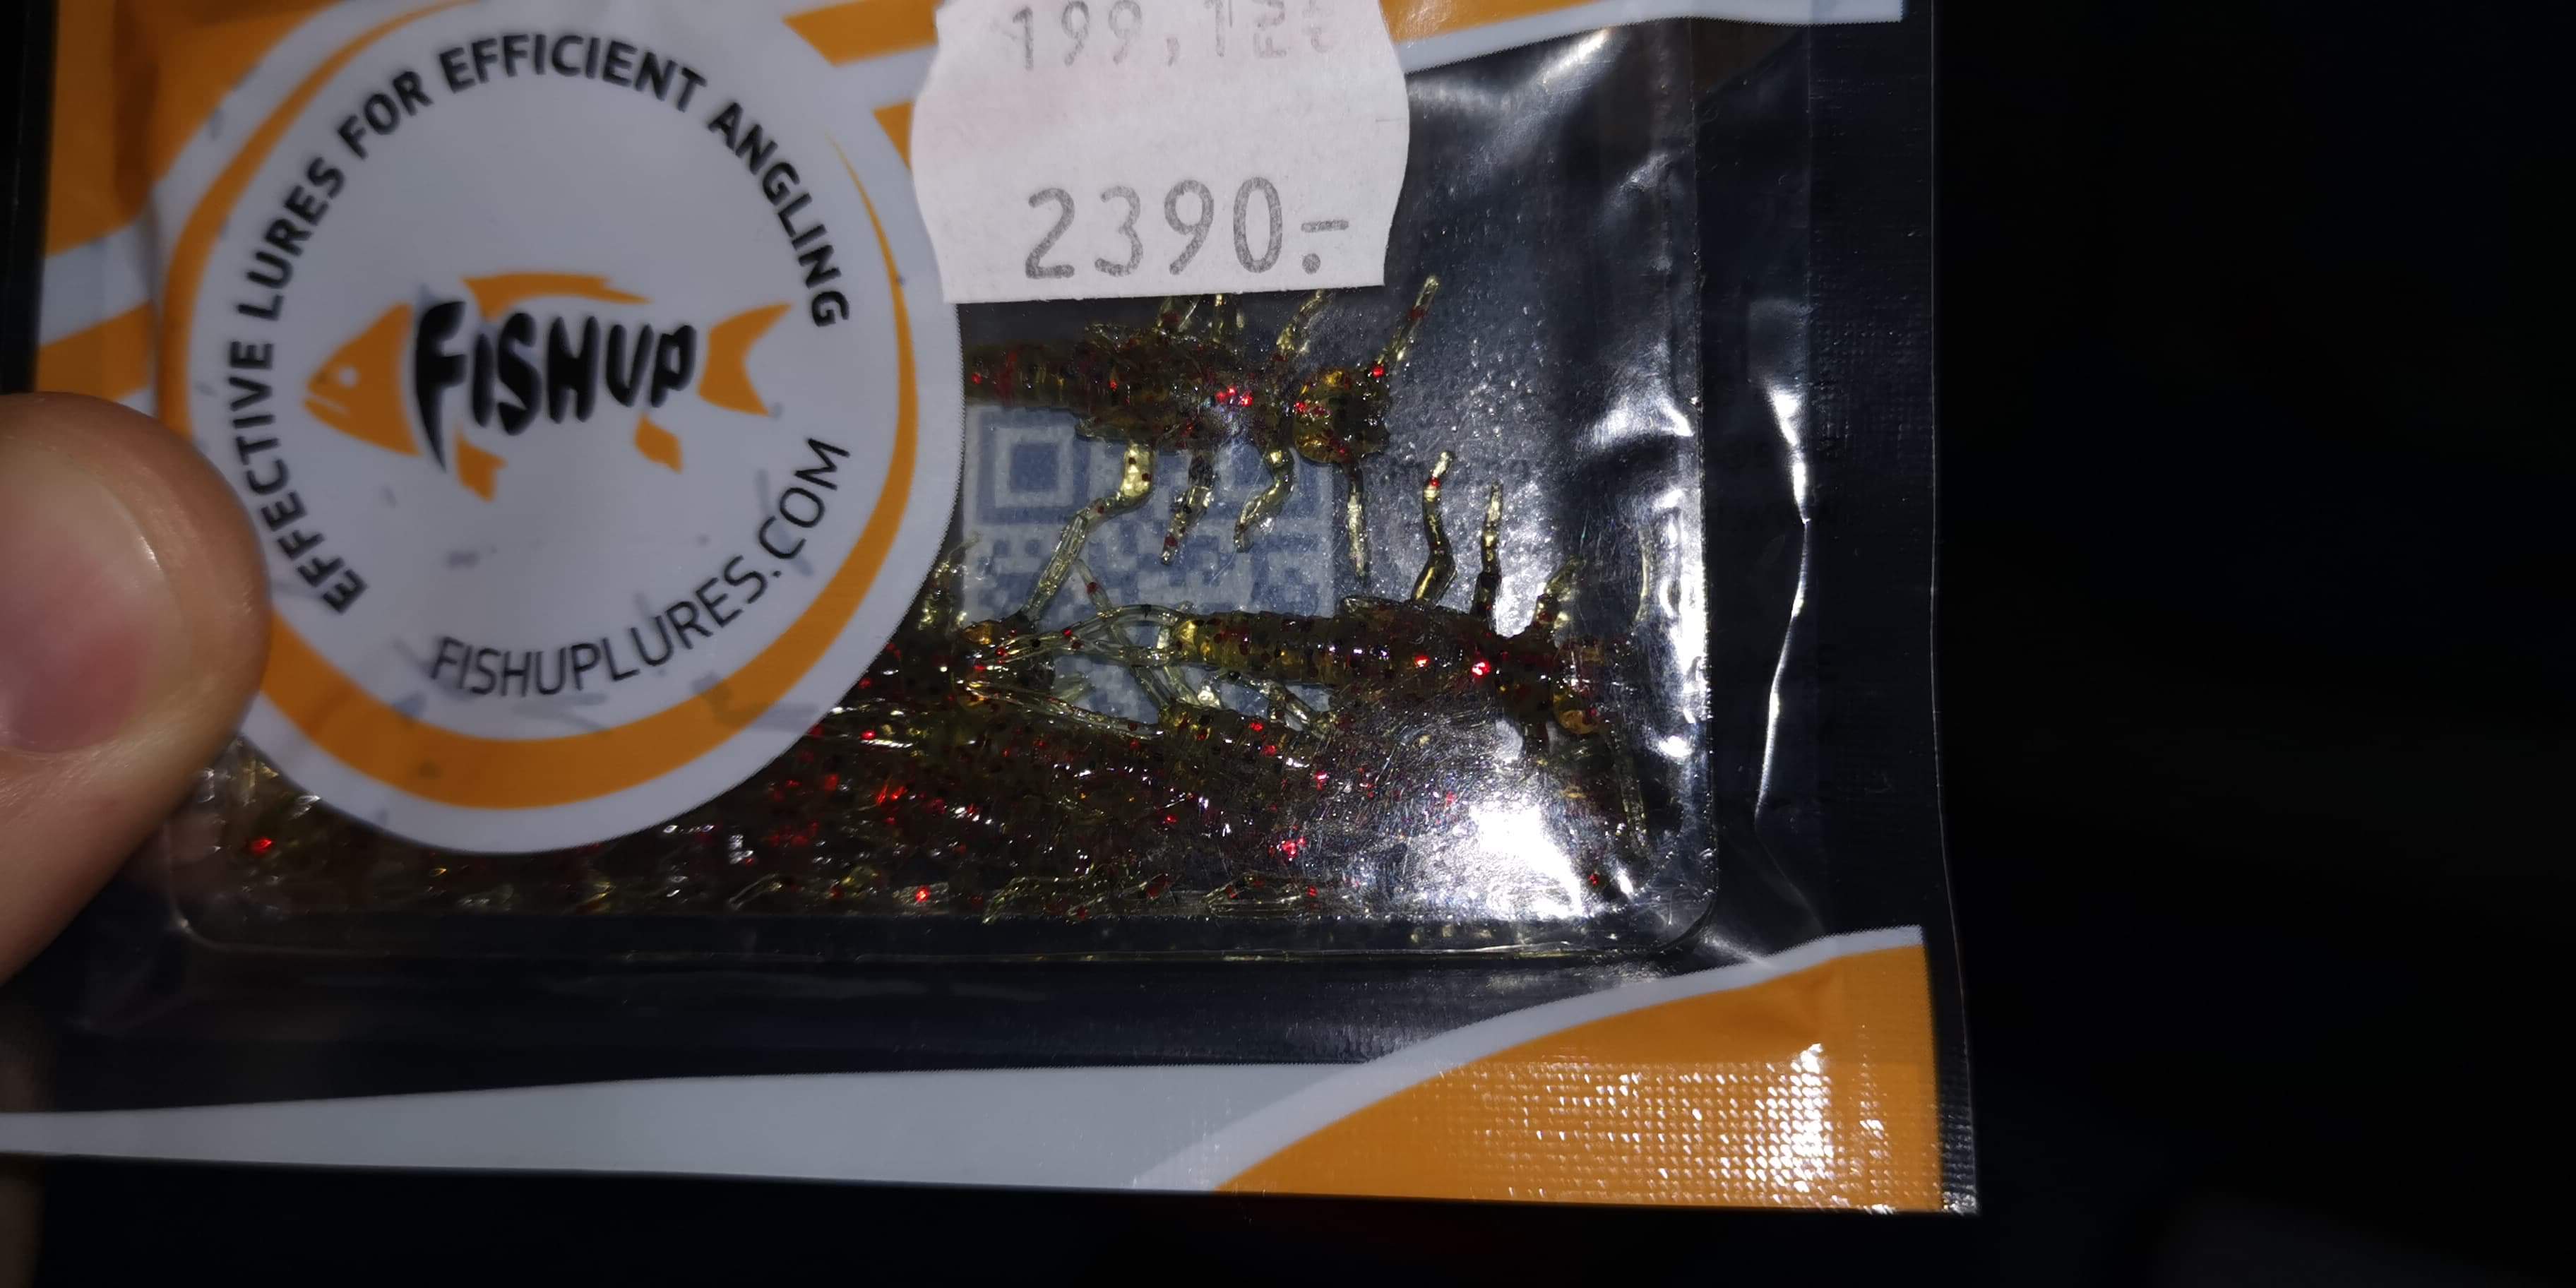 EFFECTIVE LURES FOR EFFICIENT ANGLING
FISHUP
FISHUPLURES.COM
2390.-